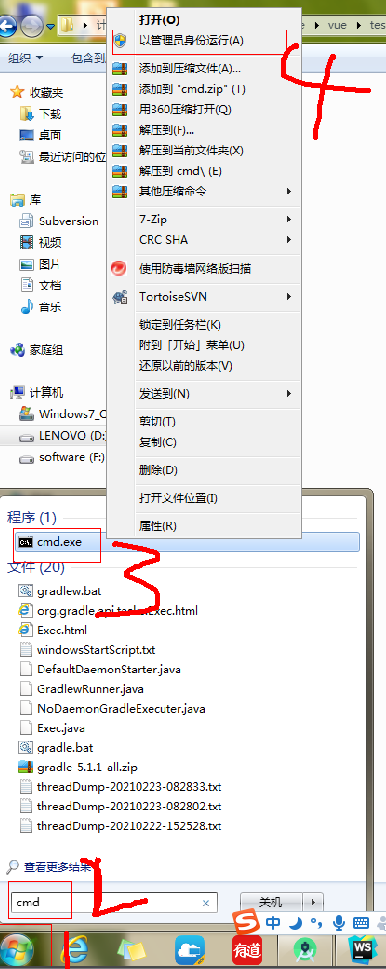 计
vue
tes
组织
包含到
打开(O)
以管理员身份运行(A)
添加到压缩文件(A)...
添加到 "cmd.zip" (T)
用360压缩打开(Q)
解压到(F)...
解压到当前文件夹(X)
解压到 cmd\ (E)
其他压缩命令
7-Zip
CRC SHA
使用防毒墙网络版扫描
TortoiseSVN
锁定到任务栏(K)
附到「开始」菜单(U)
还原以前的版本(V)
发送到(N)
剪切(T)
复制(C)
删除(D)
打开文件位置(I)
属性(R)
4
收藏夹
下载
桌面
最近访问的位
库
Subversion
视频
图片
文档
音乐
家庭组
计算机
Windows7_O
LENOVO (D:
software (F:)
程序 (1)
cmd.exe
3
文件 (20)
gradlew.bat
org.gradle.api.tasks.Exec.html
Exec.html
windowsStartScript.txt
DefaultDaemonStarter.java
GradlewRunner.java
NoDaemonGradleExecuter.java
Exec.java
gradle.bat
gradle-5.1.1-all.zip
threadDump-20210223-082833.txt
threadDump-20210223-082802.txt
threadDump-20210222-152528.txt
查看更多结果
cmd
2
关机
1
S
中
有道
WS